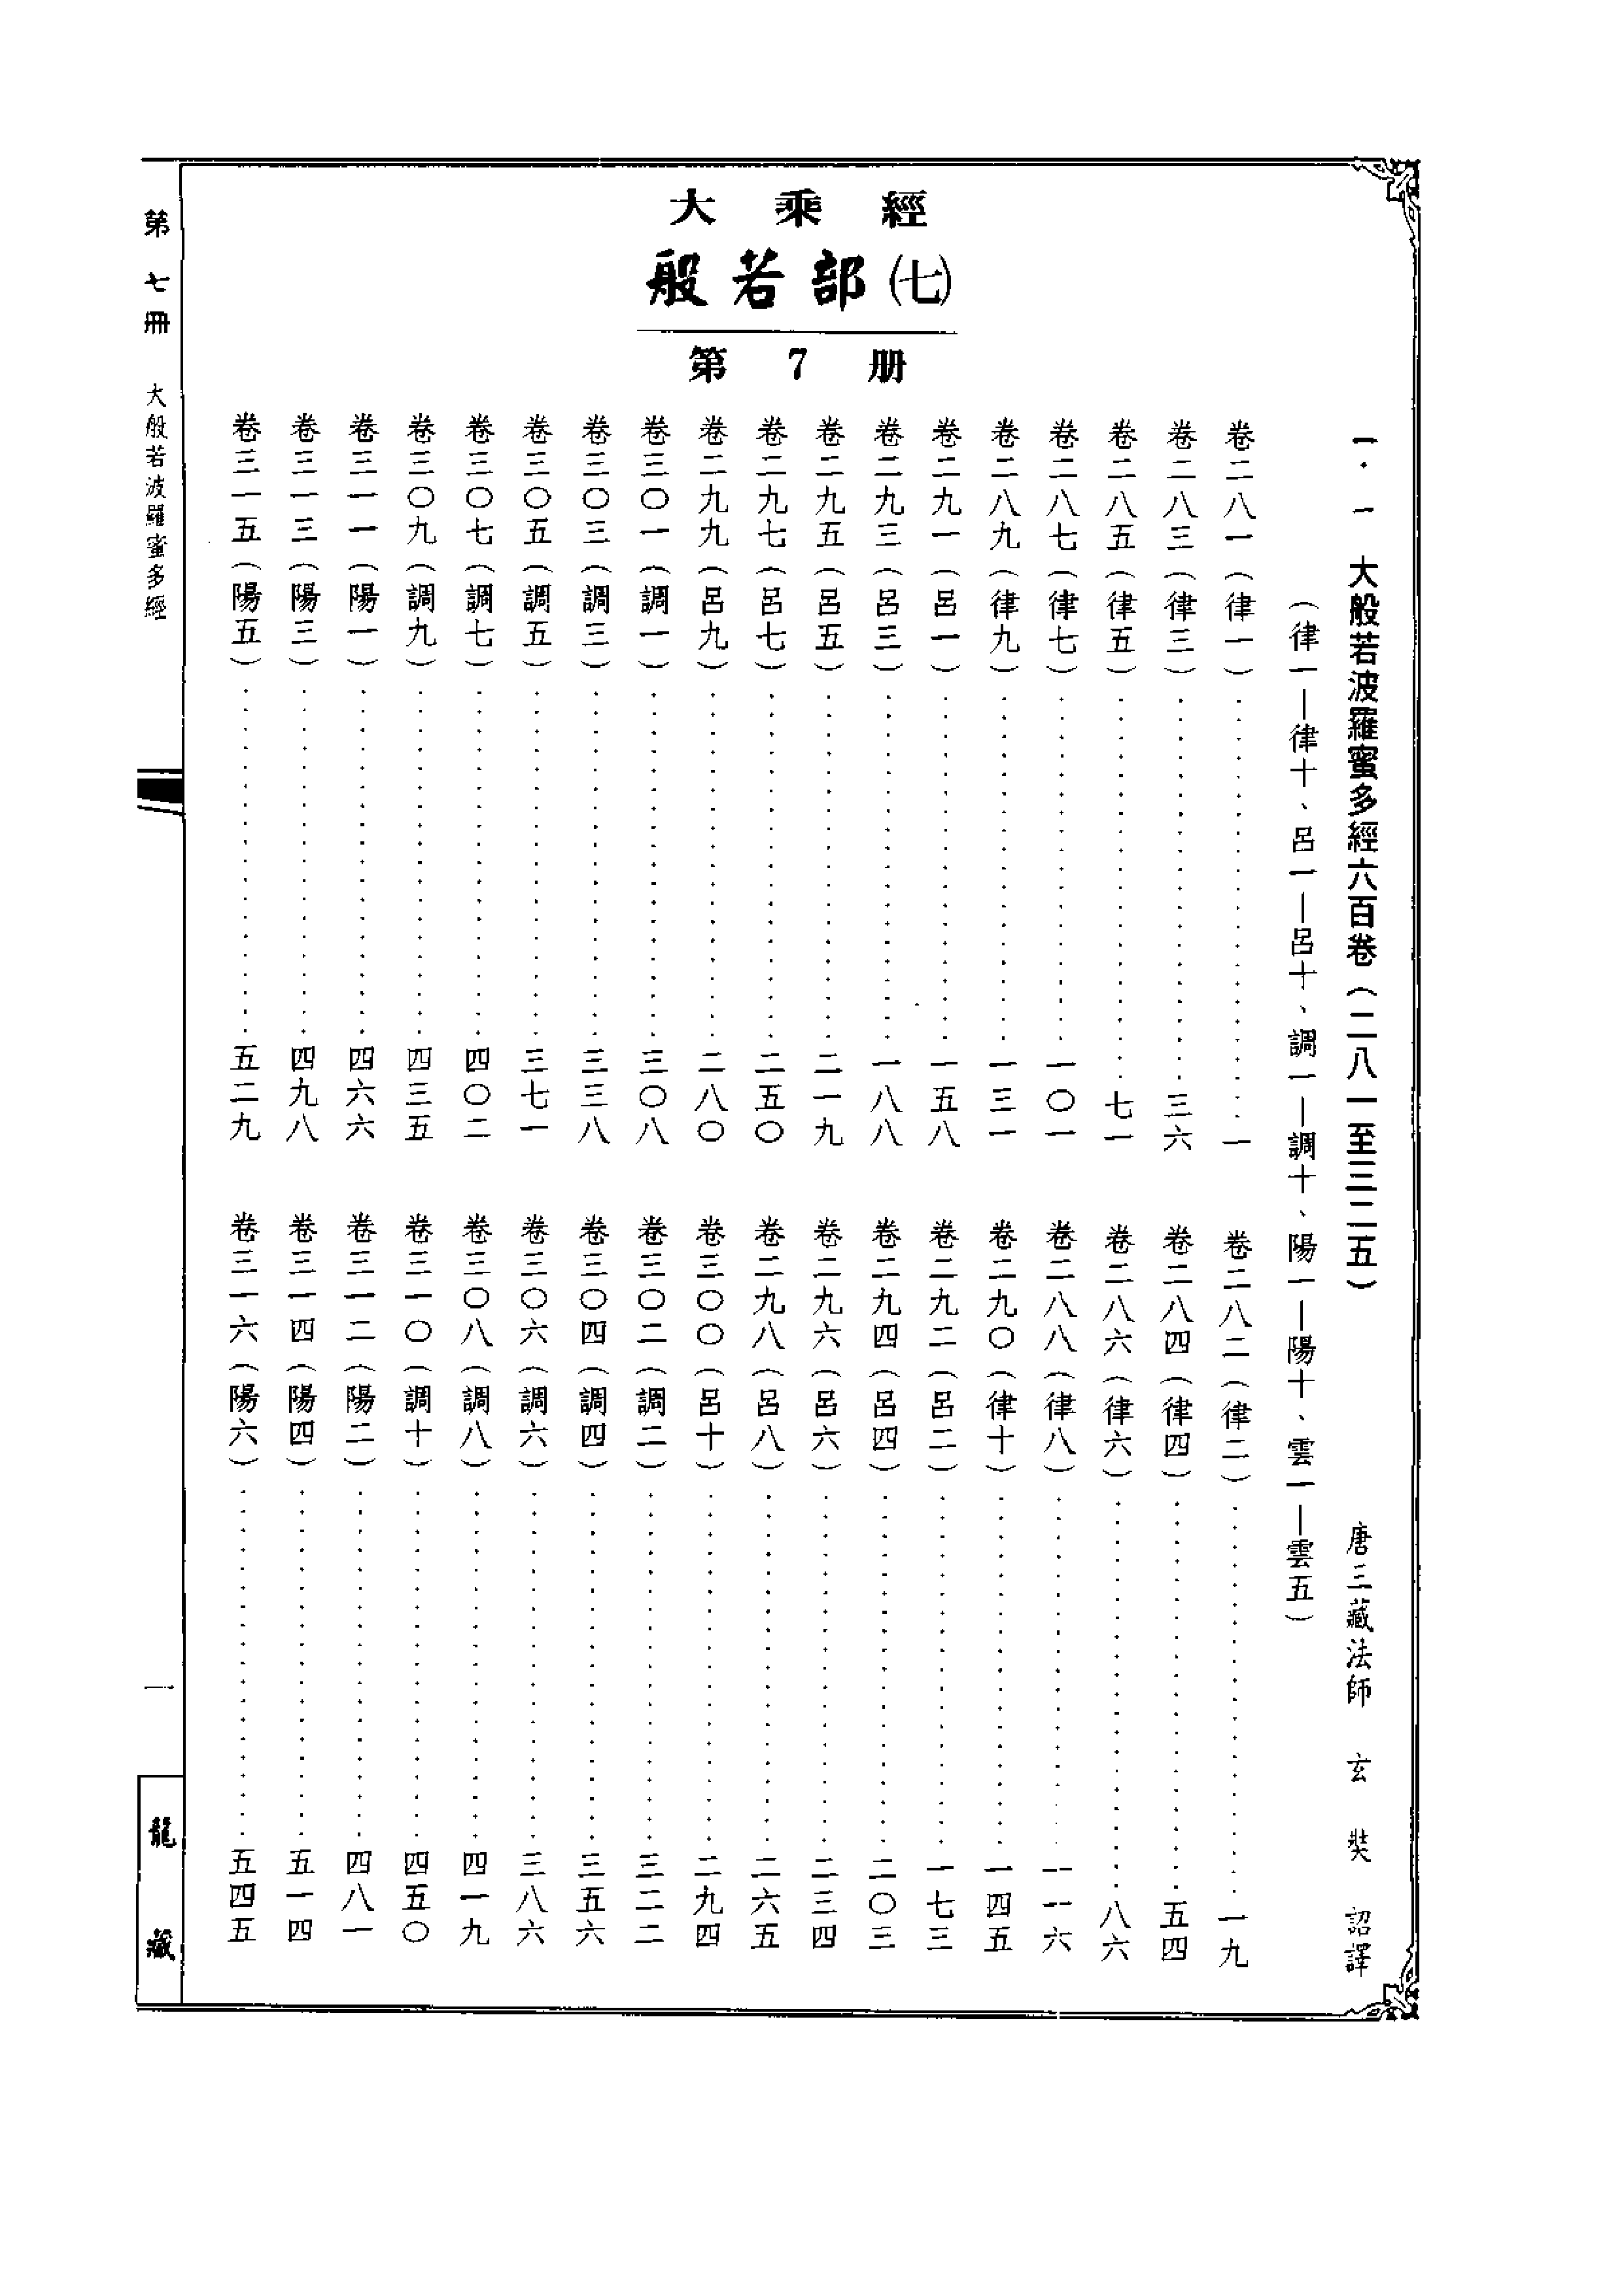 大乘經
般若部(七)
第7册
一．一　大般若波羅蜜多經六百卷（二八一至三二五）　唐三藏法師　玄奘　詔譯
（律一—律十、呂一—呂十、調一—調十、陽一—陽十、雲一—雲五）
卷二八一（律一）……一　卷二八二（律二）……一九
卷二八三（律三）……三六　卷二八四（律四）……五四
卷二八五（律五）……七一　卷二八六（律六）……八六
卷二八七（律七）……一〇一　卷二八八（律八）……一一六
卷二八九（律九）……一三一　卷二九〇（律十）……一四五
卷二九一（呂一）……一五八　卷二九二（呂二）……一七三
卷二九三（呂三）……一八八　卷二九四（呂四）……二〇三
卷二九五（呂五）……二一九　卷二九六（呂六）……二三四
卷二九七（呂七）……二五〇　卷二九八（呂八）……二六五
卷二九九（呂九）……二八〇　卷三〇〇（呂十）……二九四
卷三〇一（調一）……三〇八　卷三〇二（調二）……三二二
卷三〇三（調三）……三三八　卷三〇四（調四）……三五六
卷三〇五（調五）……三七一　卷三〇六（調六）……三八六
卷三〇七（調七）……四〇二　卷三〇八（調八）……四一九
卷三〇九（調九）……四三五　卷三一〇（調十）……四五〇
卷三一一（陽一）……四六六　卷三一二（陽二）……四八一
卷三一三（陽三）……四九八　卷三一四（陽四）……五一四
卷三一五（陽五）……五二九　卷三一六（陽六）……五四五
第七冊　大般若波羅蜜多經　一　龍藏